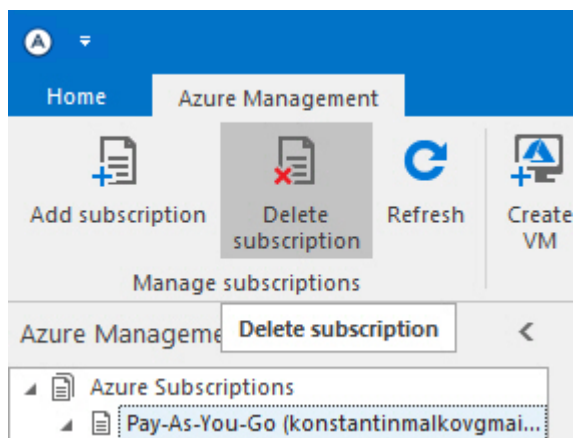 Home
Azure Management
Add subscription
Delete
subscription
Refresh
Create
VM
Manage subscriptions
Azure Manageme
Delete subscription
Azure Subscriptions
Pay-As-You-Go (konstantinmalkovgmai...